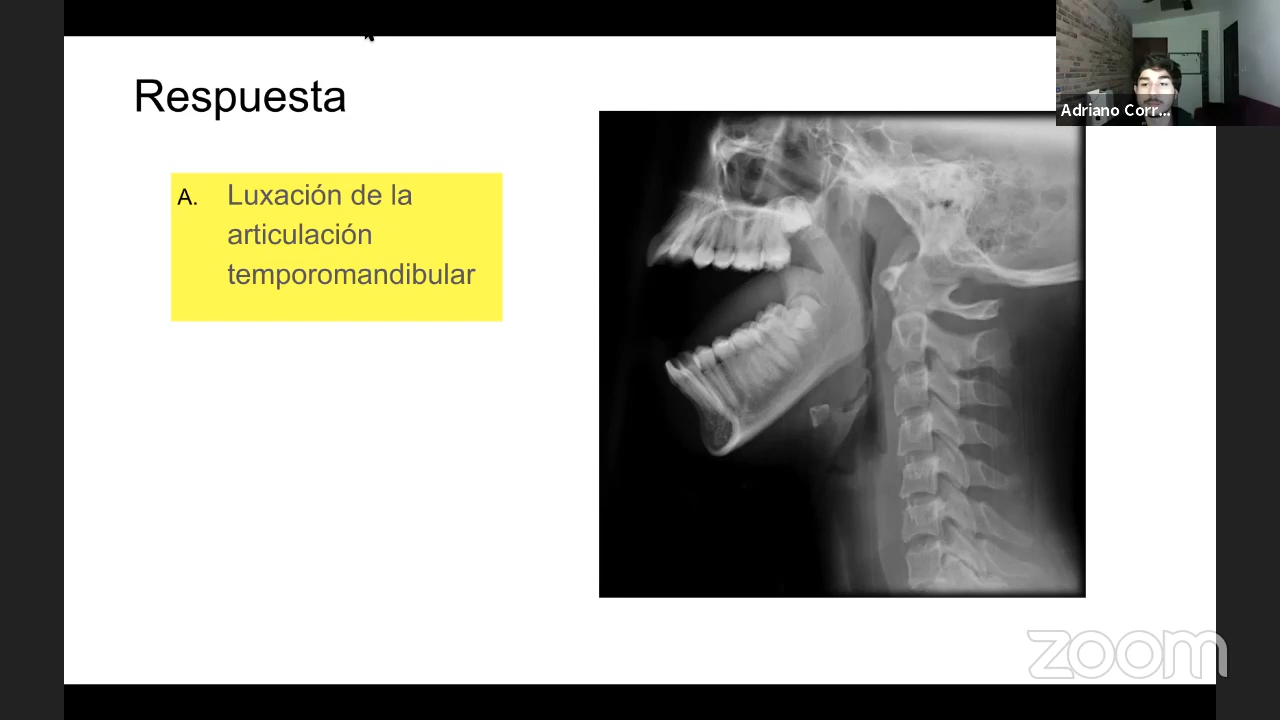 Respuesta
A. Luxación de la
articulación
temporomandibular
Adriano Corr...
zoom